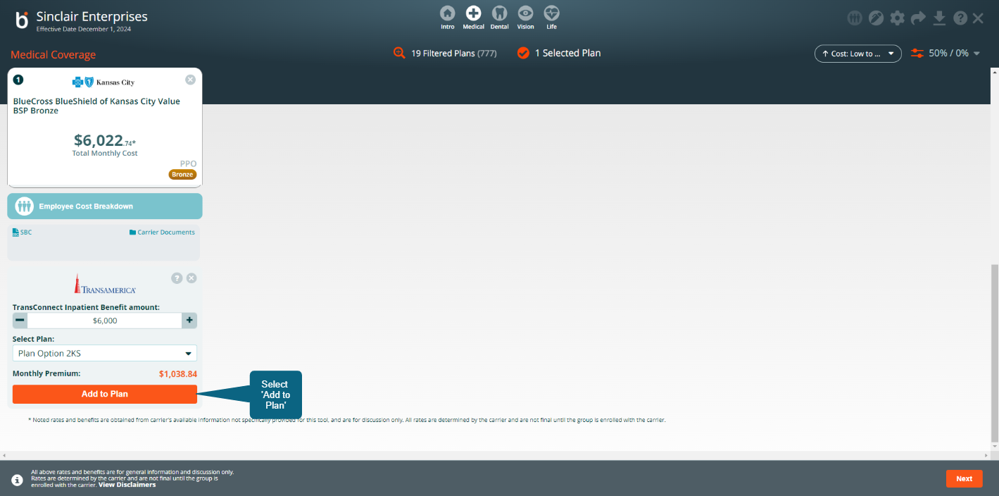 Sinclair Enterprises
Effective Date December 1, 2024
Intro
Medical
Dental
Vision
Life
Medical Coverage
19 Filtered Plans (777)
1 Selected Plan
Cost: Low to ...
50% / 0%
1
Kansas City
BlueCross BlueShield of Kansas City Value
BSP Bronze
$6,022.74*
Total Monthly Cost
PPO
Bronze
Employee Cost Breakdown
SBC
Carrier Documents
TRANSAMERICA®
TransConnect Inpatient Benefit amount:
$6,000
Select Plan:
Plan Option 2KS
Monthly Premium: $1,038.84
Add to Plan
Select
'Add to
Plan'
* Noted rates and benefits are obtained from carrier's available information not specifically provided for this tool, and are for discussion only. All rates are determined by the carrier and are not final until the group is enrolled with the carrier.
All above rates and benefits are for general information and discussion only.
Rates are determined by the carrier and are not final until the group is
enrolled with the carrier. View Disclaimers
Next